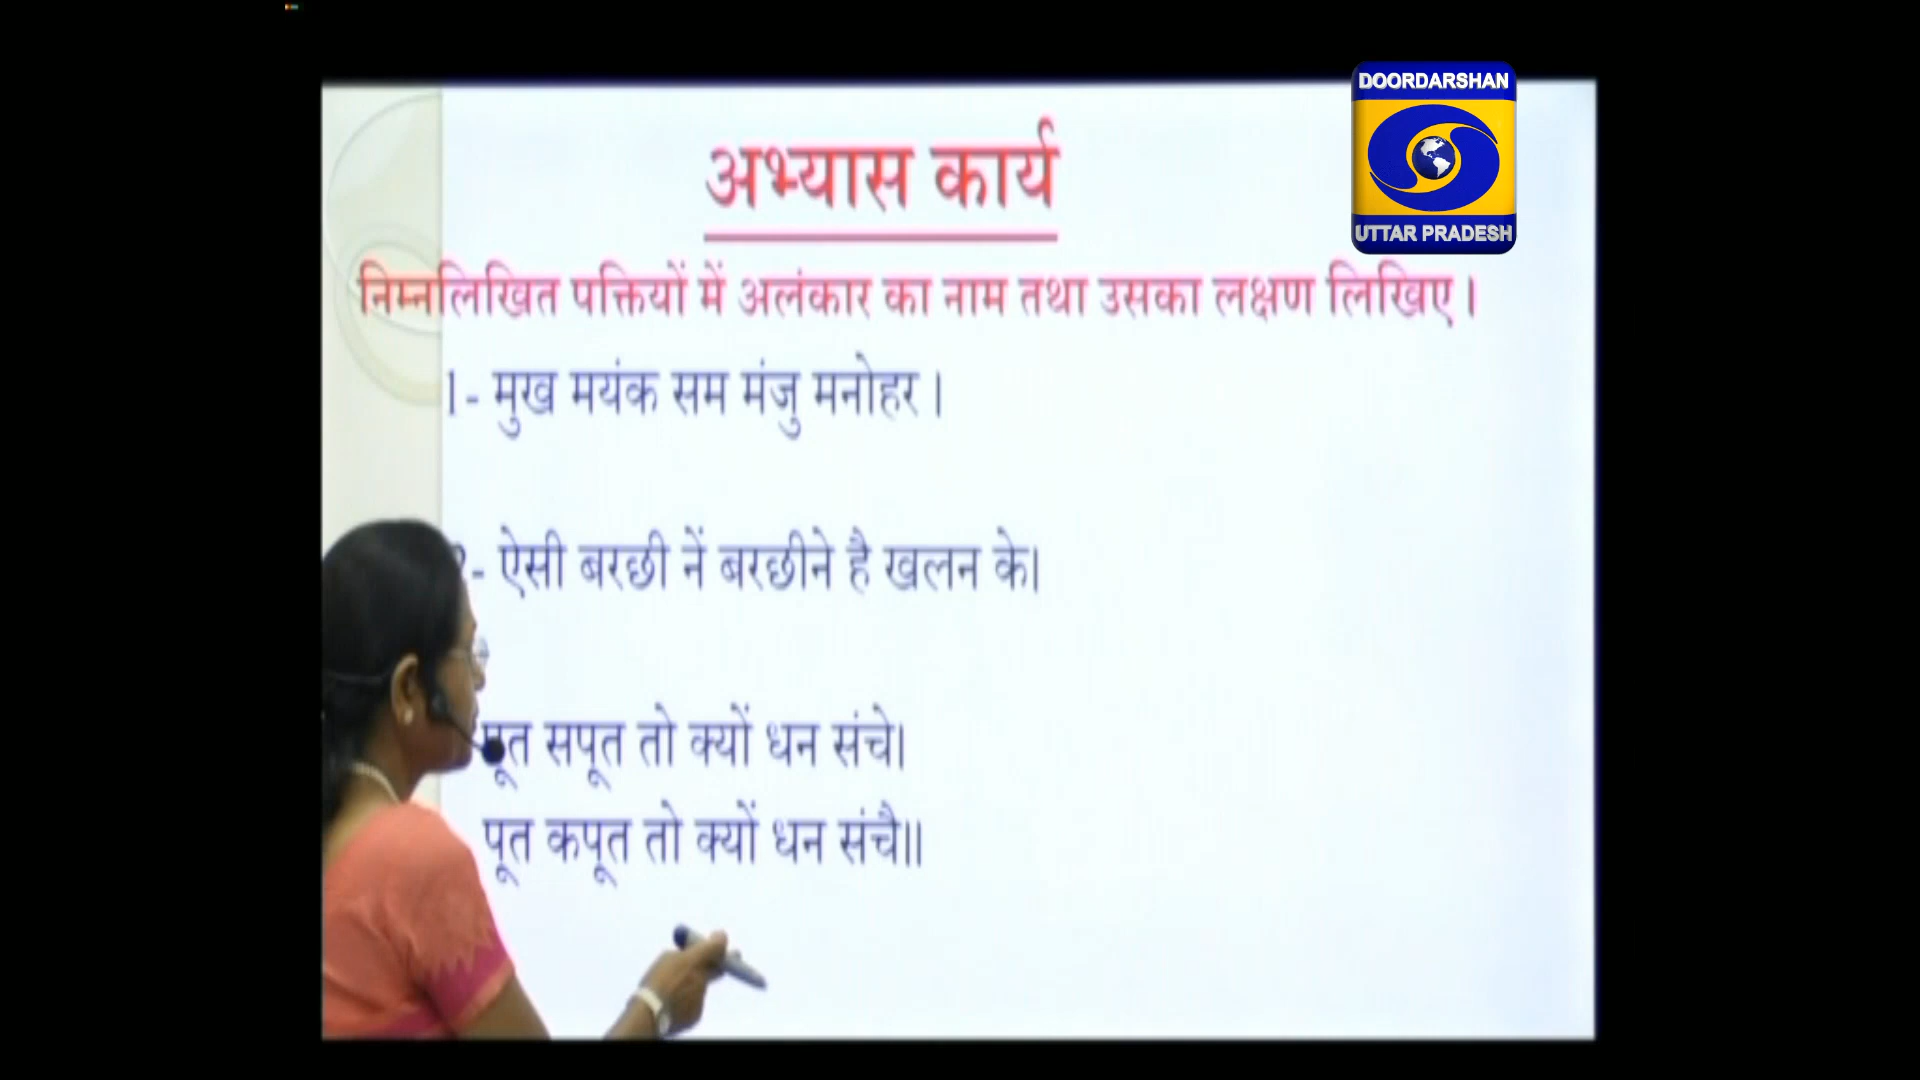 DOORDARSHAN
UTTAR PRADESH
अभ्यास कार्य
निम्नलिखित पक्तियों में अलंकार का नाम तथा उसका लक्षण लिखिए।
1- मुख मयंक सम मंजु मनोहर।
2- ऐसी बरछी नें बरछीने है खलन के।
पूत सपूत तो क्यों धन संचे।
पूत कपूत तो क्यों धन संचै॥